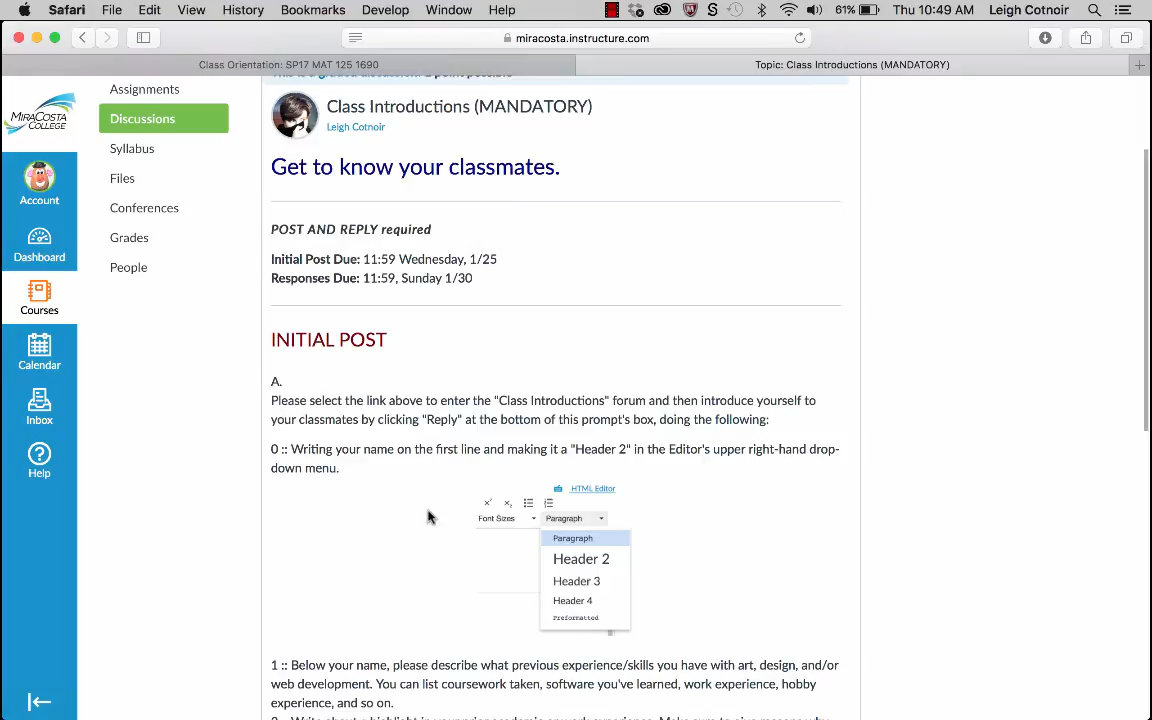 Safari File Edit View History Bookmarks Develop Window Help 61% Thu 10:49 AM Leigh Cotnoir
miracosta.instructure.com
Class Orientation: SP17 MAT 125 1690
Topic: Class Introductions (MANDATORY)
MIRACOSTA
COLLEGE
Account
Dashboard
Courses
Calendar
Inbox
Help
Assignments
Discussions
Syllabus
Files
Conferences
Grades
People
Class Introductions (MANDATORY)
Leigh Cotnoir
Get to know your classmates.
POST AND REPLY required
Initial Post Due: 11:59 Wednesday, 1/25
Responses Due: 11:59, Sunday 1/30
INITIAL POST
A.
Please select the link above to enter the "Class Introductions" forum and then introduce yourself to
your classmates by clicking "Reply" at the bottom of this prompt's box, doing the following:
0 :: Writing your name on the first line and making it a "Header 2" in the Editor's upper right-hand drop-
down menu.
HTML Editor
Font Sizes Paragraph
Paragraph
Header 2
Header 3
Header 4
Preformatted
1 :: Below your name, please describe what previous experience/skills you have with art, design, and/or
web development. You can list coursework taken, software you've learned, work experience, hobby
experience, and so on.